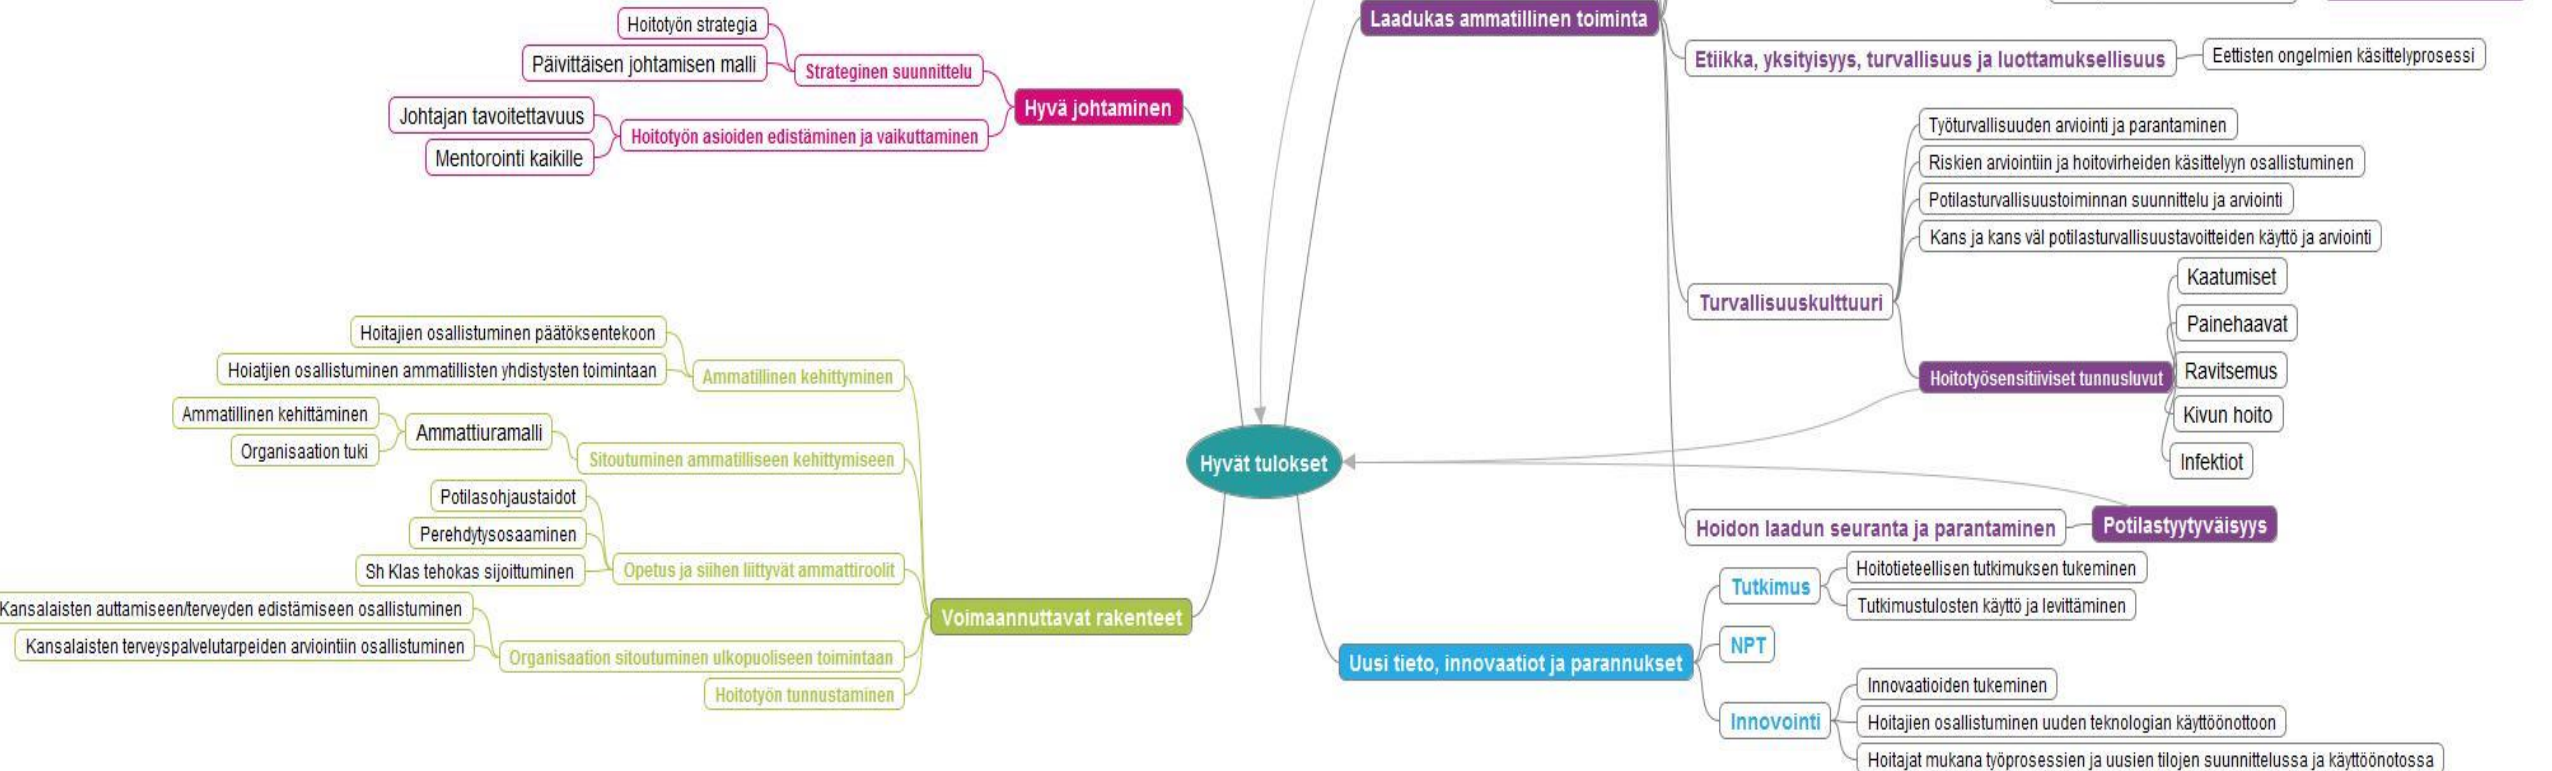 Hoitotyön strategia
Päivittäisen johtamisen malli
Strateginen suunnittelu
Johtajan tavoitettavuus
Mentorointi kaikille
Hoitotyön asioiden edistäminen ja vaikuttaminen
Hyvä johtaminen
Hoitajien osallistuminen päätöksentekoon
Hoiatjien osallistuminen ammatillisten yhdistysten toimintaan
Ammatillinen kehittyminen
Ammatillinen kehittäminen
Organisaation tuki
Ammattiuramalli
Sitoutuminen ammatilliseen kehittymiseen
Potilasohjaustaidot
Perehdytysosaaminen
Sh Klas tehokas sijoittuminen
Opetus ja siihen liittyvät ammattiroolit
Kansalaisten auttamiseen/terveyden edistämiseen osallistuminen
Kansalaisten terveyspalvelutarpeiden arviointiin osallistuminen
Organisaation sitoutuminen ulkopuoliseen toimintaan
Hoitotyön tunnustaminen
Voimaannuttavat rakenteet
Hyvät tulokset
Laadukas ammatillinen toiminta
Etiikka, yksityisyys, turvallisuus ja luottamuksellisuus
Eettisten ongelmien käsittelyprosessi
Turvallisuuskulttuuri
Työturvallisuuden arviointi ja parantaminen
Riskien arviointiin ja hoitovirheiden käsittelyyn osallistuminen
Potilasturvallisuustoiminnan suunnittelu ja arviointi
Kans ja kans väl potilasturvallisuustavoitteiden käyttö ja arviointi
Hoitotyösensitiiviset tunnusluvut
Kaatumiset
Painehaavat
Ravitsemus
Kivun hoito
Infektiot
Hoidon laadun seuranta ja parantaminen
Potilastyytyväisyys
Uusi tieto, innovaatiot ja parannukset
Tutkimus
Hoitotieteellisen tutkimuksen tukeminen
Tutkimustulosten käyttö ja levittäminen
NPT
Innovointi
Innovaatioiden tukeminen
Hoitajien osallistuminen uuden teknologian käyttöönottoon
Hoitajat mukana työprosessien ja uusien tilojen suunnittelussa ja käyttöönotossa